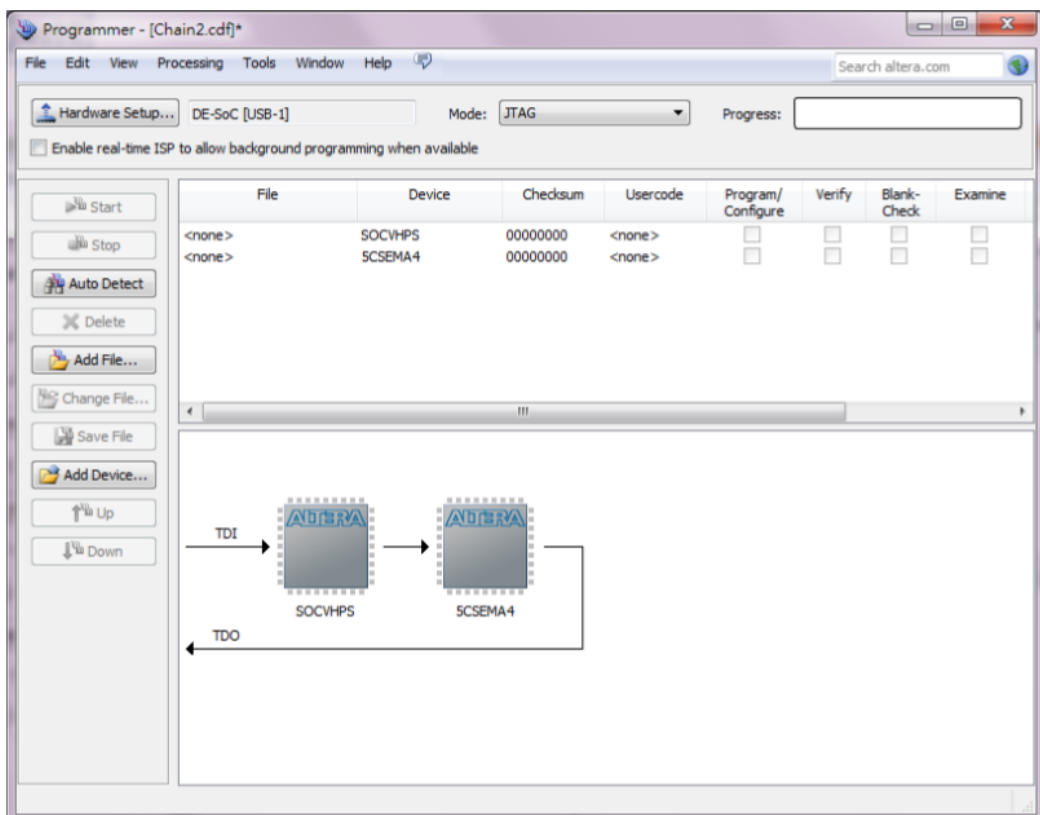 Programmer - [Chain2.cdf]*
File Edit View Processing Tools Window Help Search altera.com
Hardware Setup... DE-SoC [USB-1] Mode: JTAG Progress:
Enable real-time ISP to allow background programming when available
Start
Stop
Auto Detect
Delete
Add File...
Change File...
Save File
Add Device...
Up
Down
File Device Checksum Usercode Program/ Verify Blank- Examine
Configure Check
<none> SOCVHPS 00000000 <none>
<none> 5CSEMA4 00000000 <none>
ALTERA ALTERA
TDI
SOCVHPS 5CSEMA4
TDO